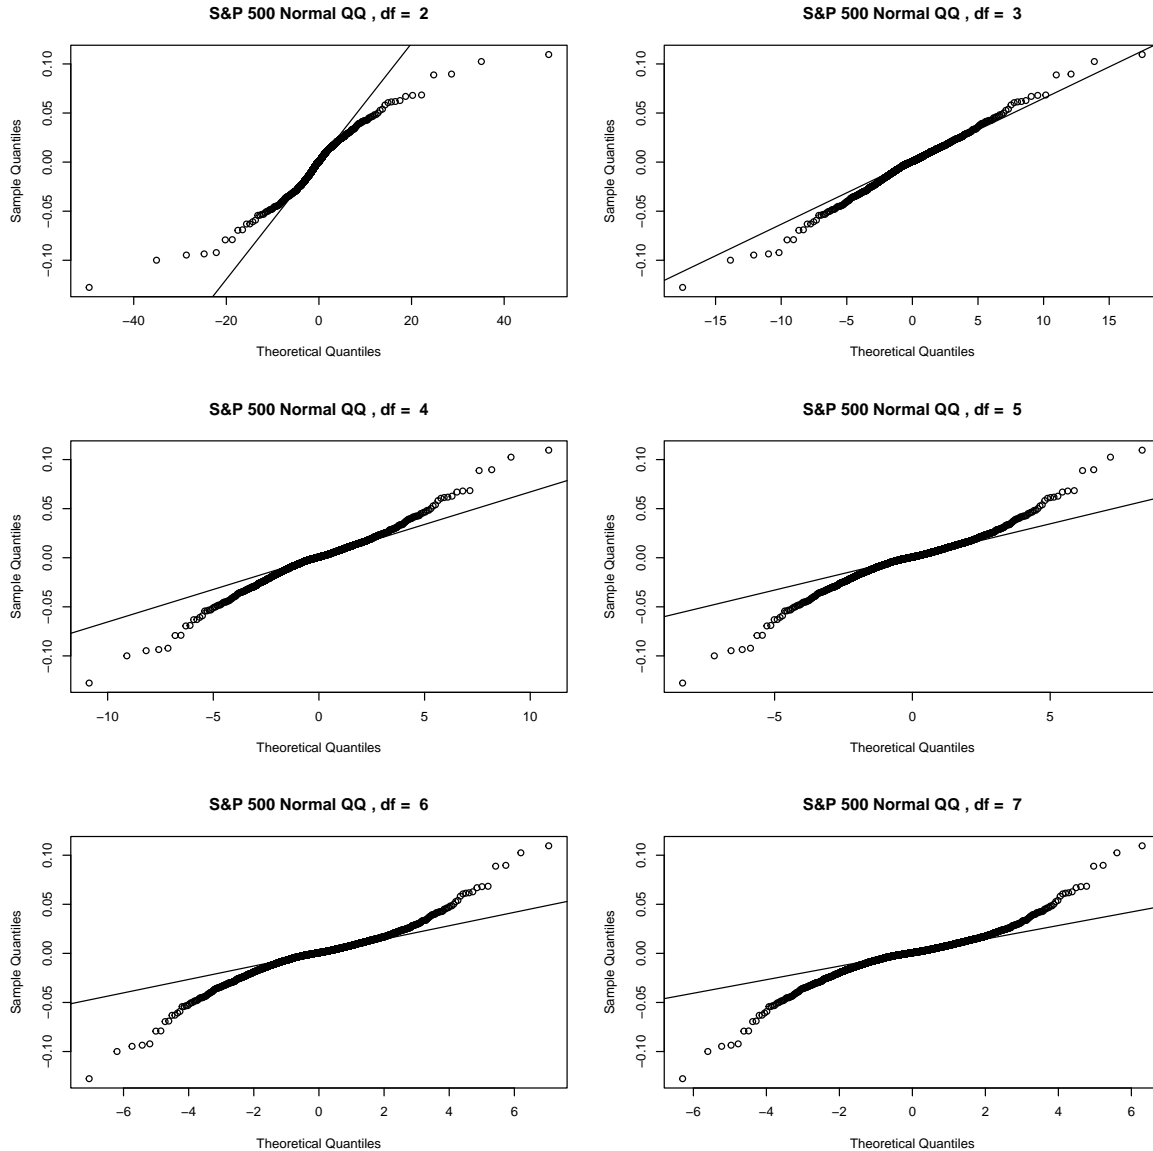 S&P 500 Normal QQ , df = 2
Sample Quantiles
0.10
0.05
0.00
−0.05
−0.10
−40 −20 0 20 40
Theoretical Quantiles
S&P 500 Normal QQ , df = 3
Sample Quantiles
0.10
0.05
0.00
−0.05
−0.10
−15 −10 −5 0 5 10 15
Theoretical Quantiles
S&P 500 Normal QQ , df = 4
Sample Quantiles
0.10
0.05
0.00
−0.05
−0.10
−10 −5 0 5 10
Theoretical Quantiles
S&P 500 Normal QQ , df = 5
Sample Quantiles
0.10
0.05
0.00
−0.05
−0.10
−5 0 5
Theoretical Quantiles
S&P 500 Normal QQ , df = 6
Sample Quantiles
0.10
0.05
0.00
−0.05
−0.10
−6 −4 −2 0 2 4 6
Theoretical Quantiles
S&P 500 Normal QQ , df = 7
Sample Quantiles
0.10
0.05
0.00
−0.05
−0.10
−6 −4 −2 0 2 4 6
Theoretical Quantiles